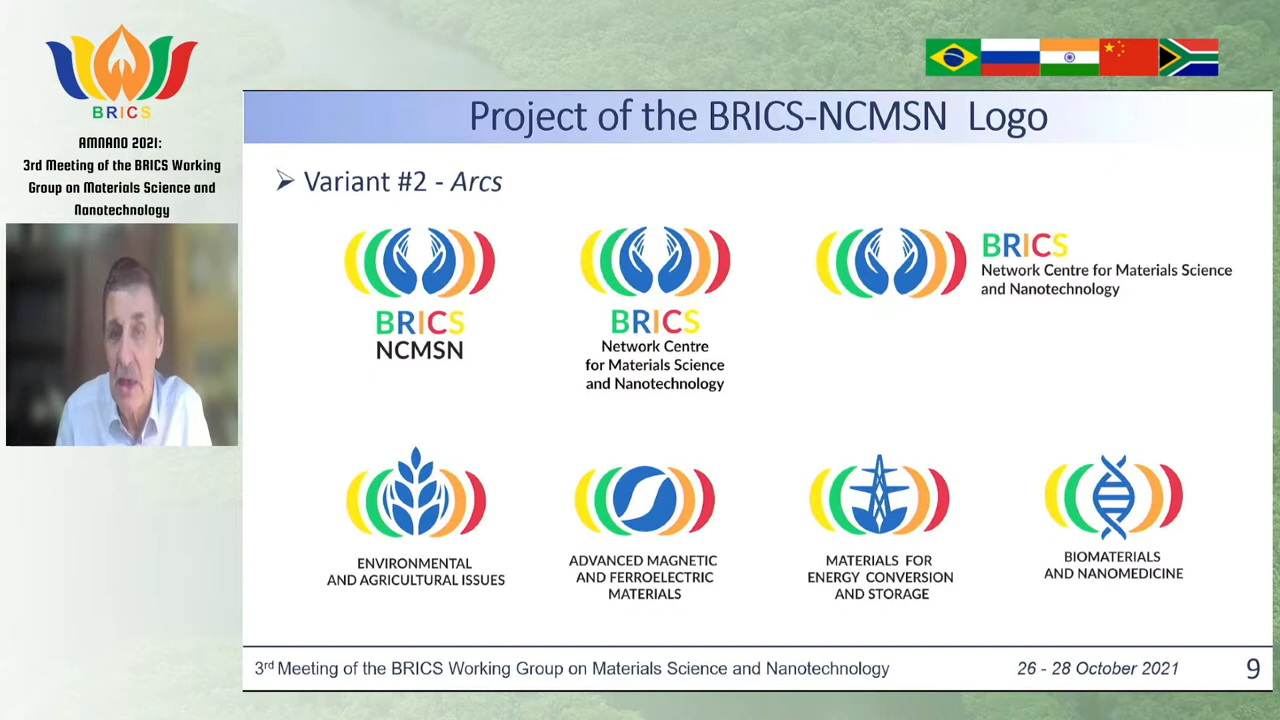 BRICS
AMNANO 2021:
3rd Meeting of the BRICS Working
Group on Materials Science and
Nanotechnology
Project of the BRICS-NCMSN Logo
Variant #2 - Arcs
BRICS
NCMSN
BRICS
Network Centre
for Materials Science
and Nanotechnology
BRICS
Network Centre for Materials Science
and Nanotechnology
ENVIRONMENTAL
AND AGRICULTURAL ISSUES
ADVANCED MAGNETIC
AND FERROELECTRIC
MATERIALS
MATERIALS FOR
ENERGY CONVERSION
AND STORAGE
BIOMATERIALS
AND NANOMEDICINE
3rd Meeting of the BRICS Working Group on Materials Science and Nanotechnology
26 - 28 October 2021
9